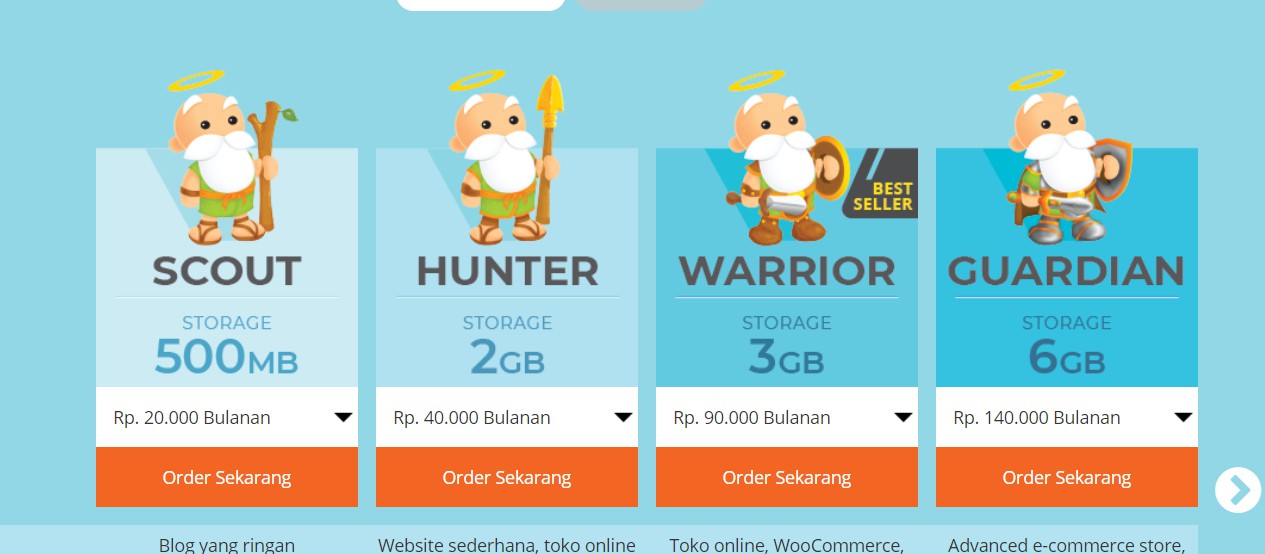 SCOUT
STORAGE
500MB
Rp. 20.000 Bulanan
Order Sekarang
Blog yang ringan
HUNTER
STORAGE
2GB
Rp. 40.000 Bulanan
Order Sekarang
Website sederhana, toko online
BEST
SELLER
WARRIOR
STORAGE
3GB
Rp. 90.000 Bulanan
Order Sekarang
Toko online, WooCommerce,
GUARDIAN
STORAGE
6GB
Rp. 140.000 Bulanan
Order Sekarang
Advanced e-commerce store,